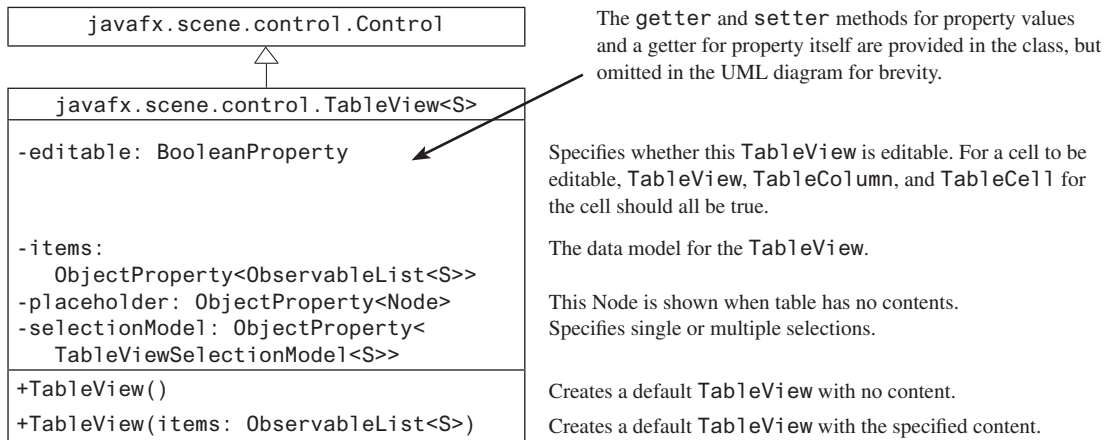 javafx.scene.control.Control
The getter and setter methods for property values
and a getter for property itself are provided in the class, but
omitted in the UML diagram for brevity.
javafx.scene.control.TableView<S>
-editable: BooleanProperty
Specifies whether this TableView is editable. For a cell to be
editable, TableView, TableColumn, and TableCell for
the cell should all be true.
-items:
ObjectProperty<ObservableList<S>>
The data model for the TableView.
-placeholder: ObjectProperty<Node>
This Node is shown when table has no contents.
-selectionModel: ObjectProperty<
TableViewSelectionModel<S>>
Specifies single or multiple selections.
+TableView()
Creates a default TableView with no content.
+TableView(items: ObservableList<S>)
Creates a default TableView with the specified content.